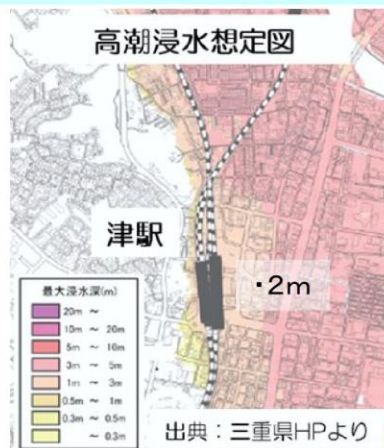 高潮浸水想定図
津駅
・2m
最大浸水深(m)
20m ～
10m ～ 20m
5m ～ 10m
3m ～ 5m
1m ～ 3m
0.5m ～ 1m
0.3m ～ 0.5m
～ 0.3m
出典：三重県HPより